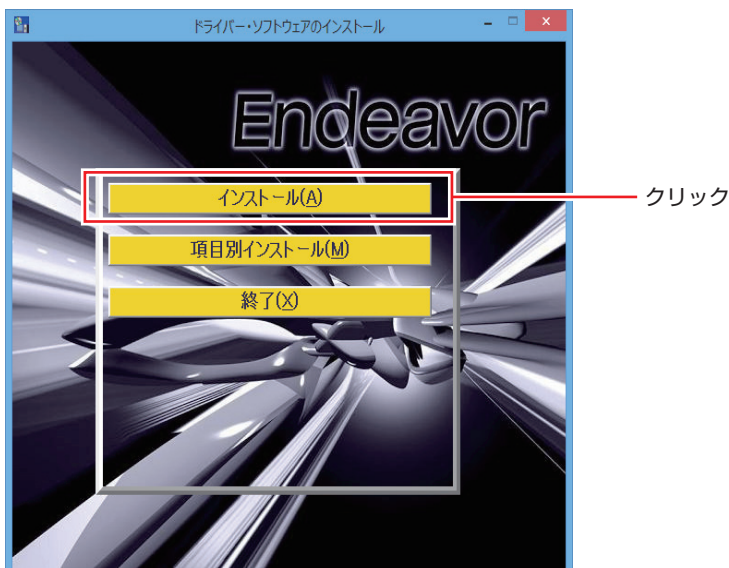 ドライバー・ソフトウェアのインストール
Endeavor
インストール(A)
クリック
項目別インストール(M)
終了(X)